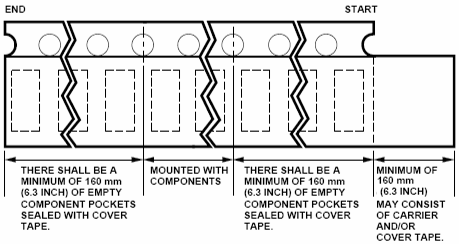 END
START
THERE SHALL BE A
MINIMUM OF 160 mm
(6.3 INCH) OF EMPTY
COMPONENT POCKETS
SEALED WITH COVER
TAPE.
MOUNTED WITH
COMPONENTS
THERE SHALL BE A
MINIMUM OF 160 mm
(6.3 INCH) OF EMPTY
COMPONENT POCKETS
SEALED WITH COVER
TAPE.
MINIMUM OF
160 mm
(6.3 INCH)
MAY CONSIST
OF CARRIER
AND/OR
COVER TAPE.